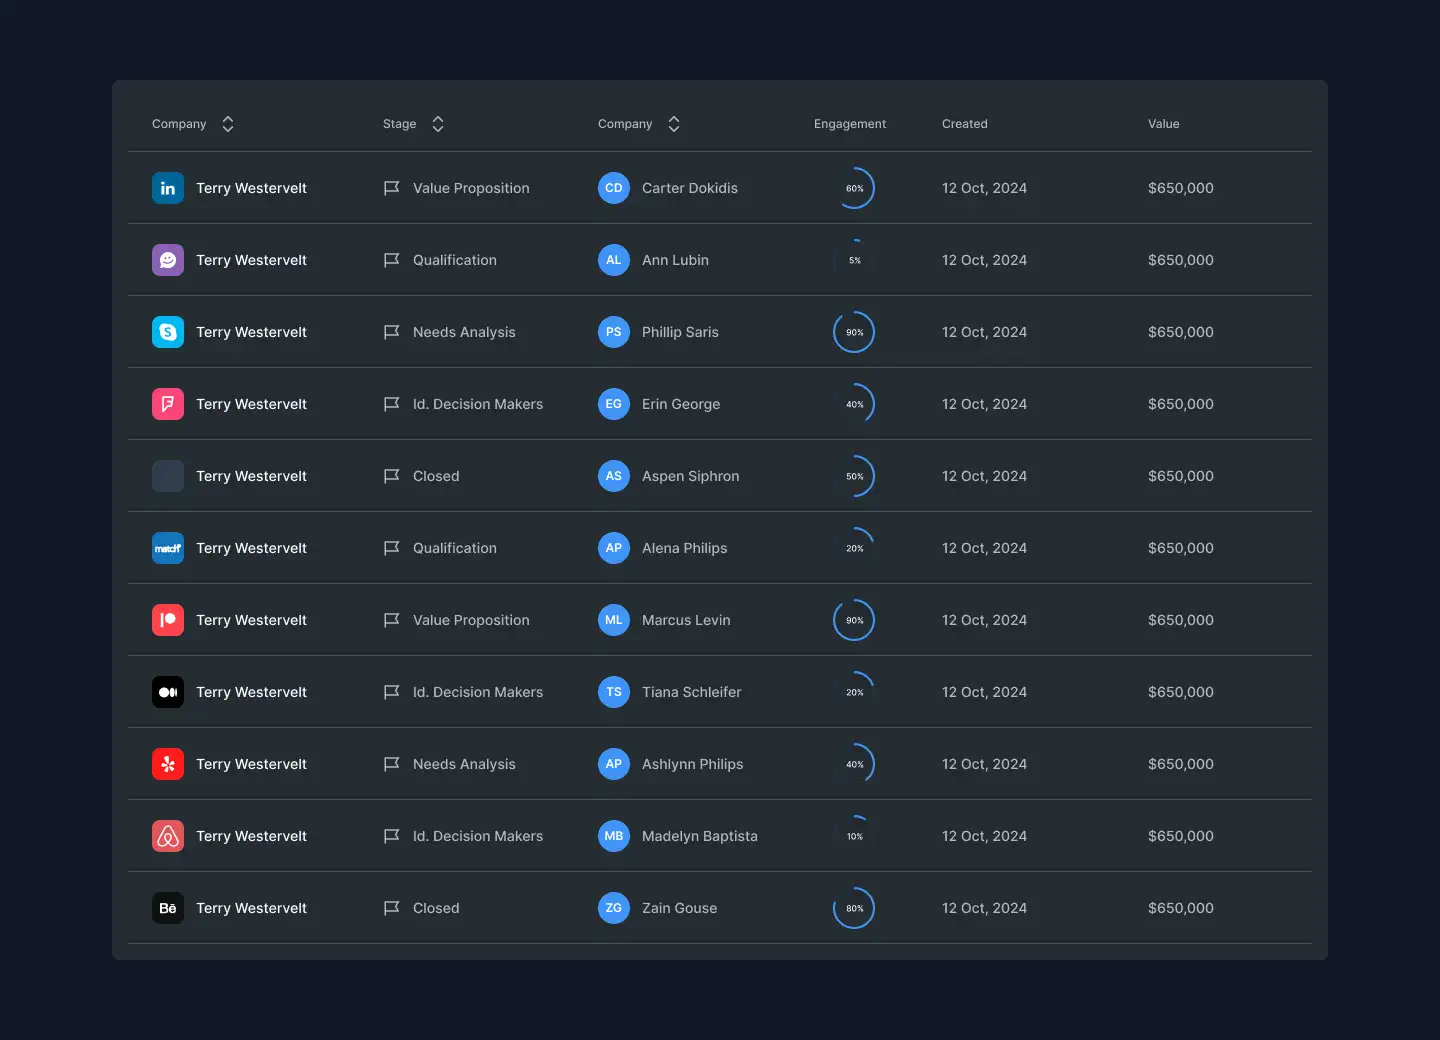 Company Stage Company Engagement Created Value
in Terry Westervelt Value Proposition CD Carter Dokidis 60% 12 Oct, 2024 $650,000
Terry Westervelt Qualification AL Ann Lubin 5% 12 Oct, 2024 $650,000
S Terry Westervelt Needs Analysis PS Phillip Saris 90% 12 Oct, 2024 $650,000
Terry Westervelt Id. Decision Makers EG Erin George 40% 12 Oct, 2024 $650,000
Terry Westervelt Closed AS Aspen Siphron 50% 12 Oct, 2024 $650,000
match Terry Westervelt Qualification AP Alena Philips 20% 12 Oct, 2024 $650,000
Terry Westervelt Value Proposition ML Marcus Levin 90% 12 Oct, 2024 $650,000
Terry Westervelt Id. Decision Makers TS Tiana Schleifer 20% 12 Oct, 2024 $650,000
Terry Westervelt Needs Analysis AP Ashlynn Philips 40% 12 Oct, 2024 $650,000
Terry Westervelt Id. Decision Makers MB Madelyn Baptista 10% 12 Oct, 2024 $650,000
Bē Terry Westervelt Closed ZG Zain Gouse 80% 12 Oct, 2024 $650,000